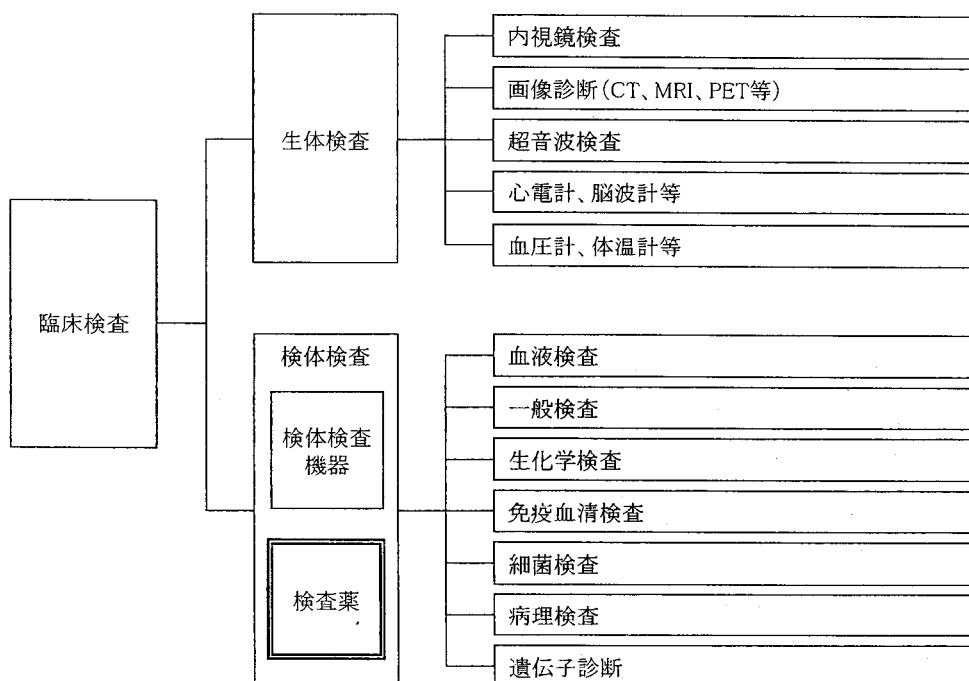 臨床検査
生体検査
内視鏡検査
画像診断(CT、MRI、PET等)
超音波検査
心電計、脳波計等
血圧計、体温計等
検体検査
検体検査
機器
検査薬
血液検査
一般検査
生化学検査
免疫血清検査
細菌検査
病理検査
遺伝子診断